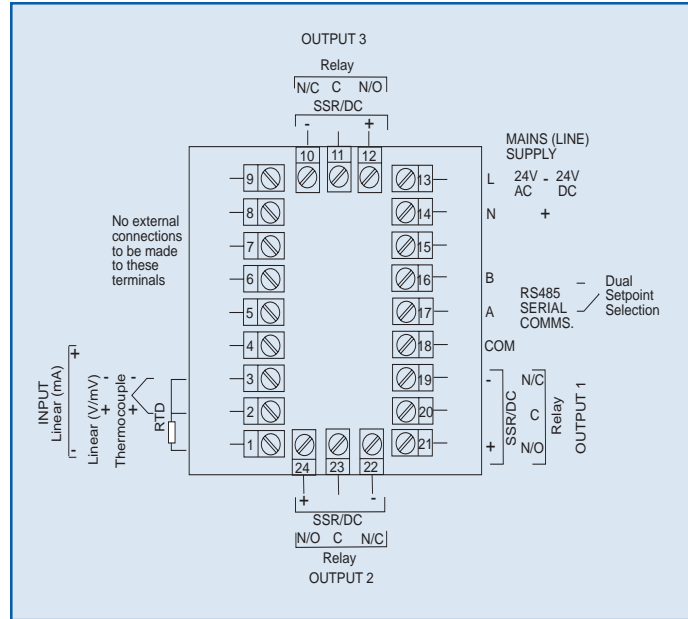 OUTPUT 3
Relay
N/C C N/O
SSR/DC
- +
10 11 12
MAINS (LINE)
SUPPLY
9 13 L 24V - 24V
AC DC
8 14 N +
No external
connections
to be made
to these
terminals
7 15
6 16 B
5 17 A
RS485
SERIAL
COMMS.
Dual
Setpoint
Selection
4 18 COM
3 19 -
2 20
1 21 +
INPUT
Linear (mA)
+ -
Linear (V/mV)
- +
Thermocouple
- +
RTD
SSR/DC
N/C
C
N/O
Relay
OUTPUT 1
24 23 22
+ -
SSR/DC
N/O C N/C
Relay
OUTPUT 2